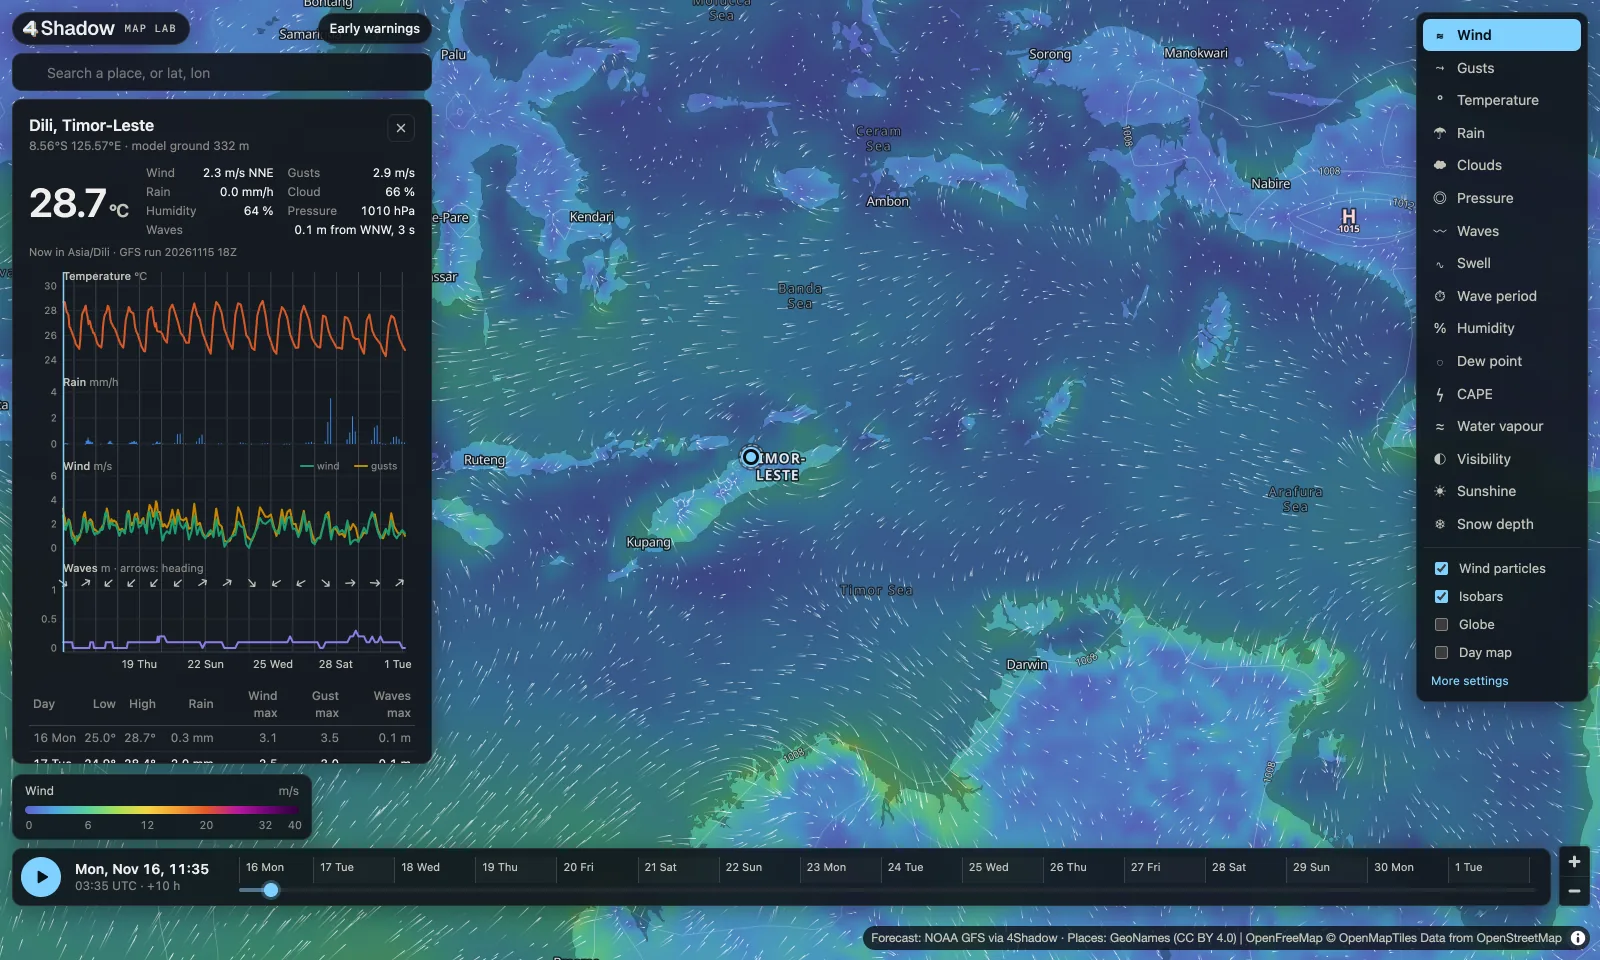 4Shadow MAP LAB
Early warnings
Search a place, or lat, lon
Dili, Timor-Leste
8.56°S 125.57°E · model ground 332 m
28.7 °C
Wind 2.3 m/s NNE Gusts 2.9 m/s
Rain 0.0 mm/h Cloud 66 %
Humidity 64 % Pressure 1010 hPa
Waves 0.1 m from WNW, 3 s
Now in Asia/Dili · GFS run 20261115 18Z
Temperature °C
30
28
26
24
Rain mm/h
4
2
0
Wind m/s
wind gusts
6
4
2
0
Waves m · arrows: heading
1
0.5
0
19 Thu 22 Sun 25 Wed 28 Sat 1 Tue
Day Low High Rain Wind max Gust max Waves max
16 Mon 25.0° 28.7° 0.3 mm 3.1 3.5 0.1 m
Wind m/s
0 6 12 20 32 40
Mon, Nov 16, 11:35
03:35 UTC · +10 h
16 Mon 17 Tue 18 Wed 19 Thu 20 Fri 21 Sat 22 Sun 23 Mon 24 Tue 25 Wed 26 Thu 27 Fri 28 Sat 29 Sun 30 Mon 1 Tue
Bontang
Palu
Sea
Sorong
Manokwari
Ceram
Sea
1008
1008
Nabire
1012
H
1015
Ambon
e-Pare
Kendari
ssar
Banda
Sea
Ruteng
TIMOR-
LESTE
Arafura
Sea
Kupang
Timor Sea
Darwin
1008
1008
1008
Wind
Gusts
Temperature
Rain
Clouds
Pressure
Waves
Swell
Wave period
% Humidity
Dew point
CAPE
Water vapour
Visibility
Sunshine
Snow depth
Wind particles
Isobars
Globe
Day map
More settings
+
−
Forecast: NOAA GFS via 4Shadow · Places: GeoNames (CC BY 4.0) | OpenFreeMap © OpenMapTiles Data from OpenStreetMap